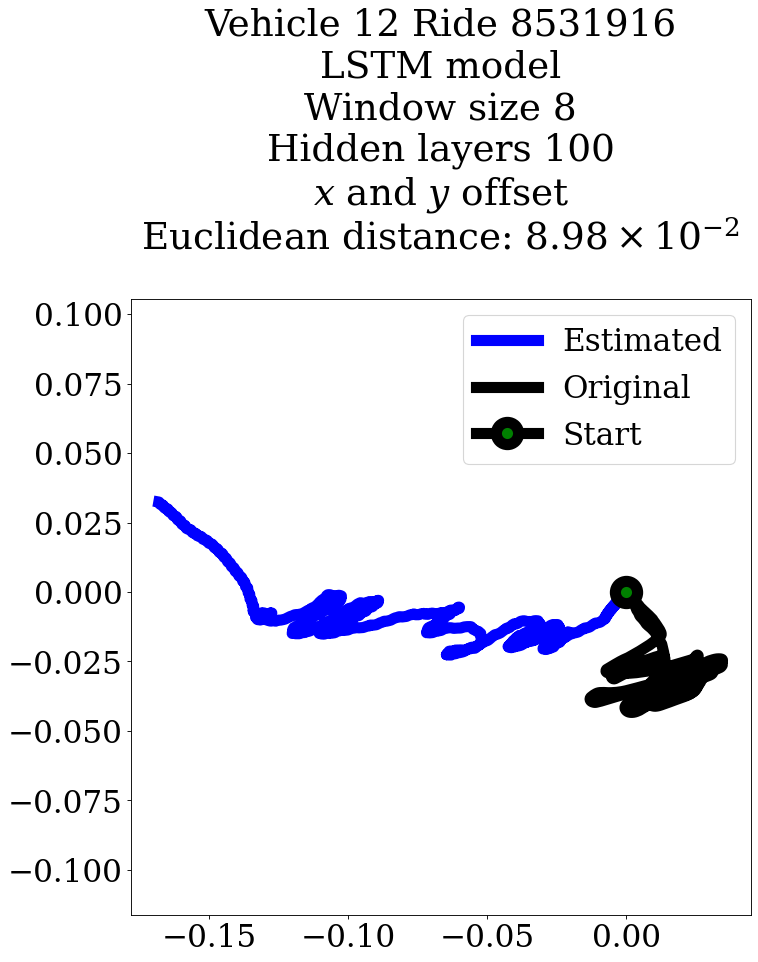 Vehicle 12 Ride 8531916
LSTM model
Window size 8
Hidden layers 100
x and y offset
Euclidean distance: 8.98 × 10⁻²
0.100
0.075
0.050
0.025
0.000
−0.025
−0.050
−0.075
−0.100
Estimated
Original
Start
−0.15
−0.10
−0.05
0.00